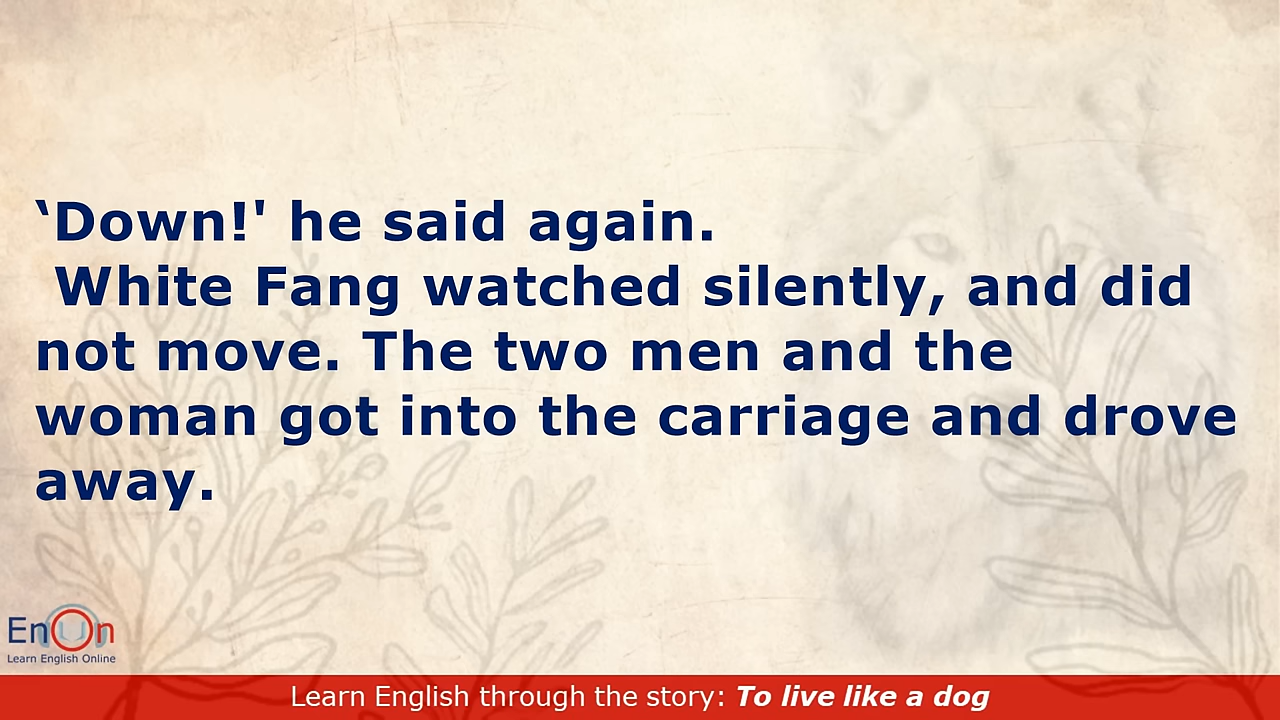 ‘Down!' he said again.
White Fang watched silently, and did
not move. The two men and the
woman got into the carriage and drove
away.
EnOn
Learn English Online
Learn English through the story: To live like a dog